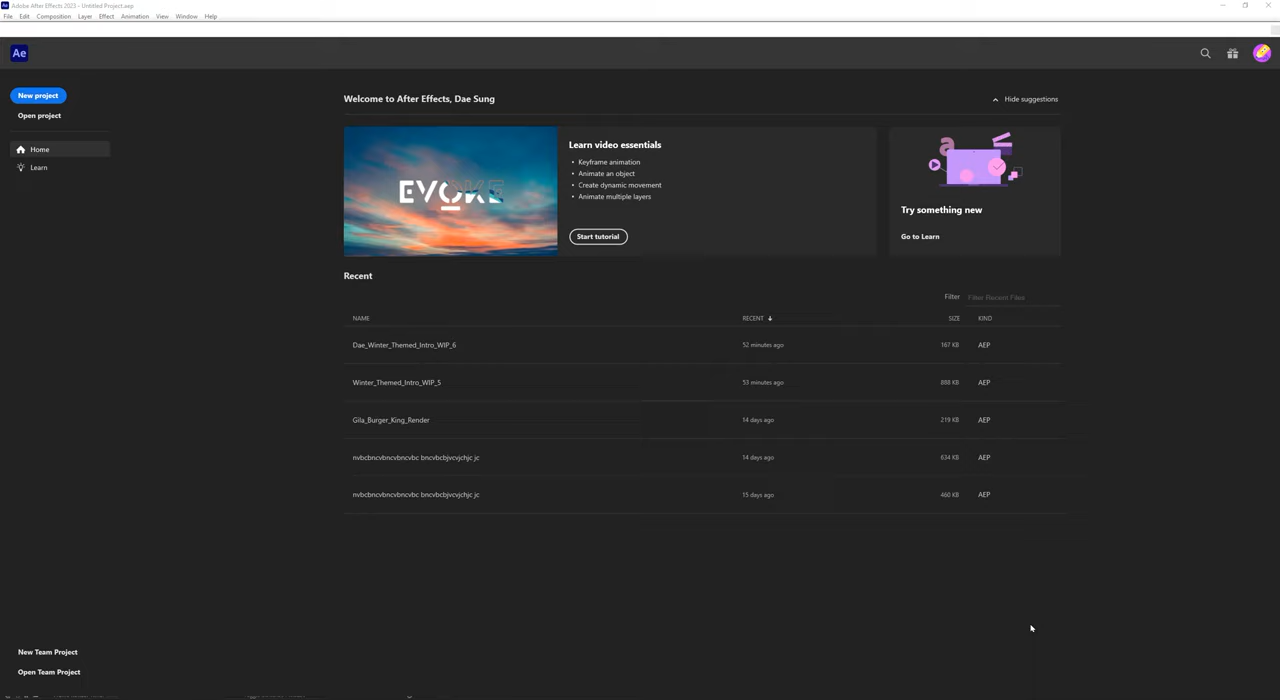 Adobe After Effects 2023 - Untitled Project.aep
File Edit Composition Layer Effect Animation View Window Help
Ae
New project
Open project
Home
Learn
Welcome to After Effects, Dae Sung
Hide suggestions
EVOKE
Learn video essentials
• Keyframe animation
• Animate an object
• Create dynamic movement
• Animate multiple layers
Start tutorial
Try something new
Go to Learn
Recent
Filter Filter Recent Files
NAME RECENT SIZE KIND
Dae_Winter_Themed_Intro_WIP_6 52 minutes ago 167 KB AEP
Winter_Themed_Intro_WIP_5 53 minutes ago 888 KB AEP
Gila_Burger_King_Render 14 days ago 219 KB AEP
nvbcbncvbncvbncvbc bncvbcbjvcvjchjc jc 14 days ago 634 KB AEP
nvbcbncvbncvbncvbc bncvbcbjvcvjchjc jc 15 days ago 460 KB AEP
New Team Project
Open Team Project